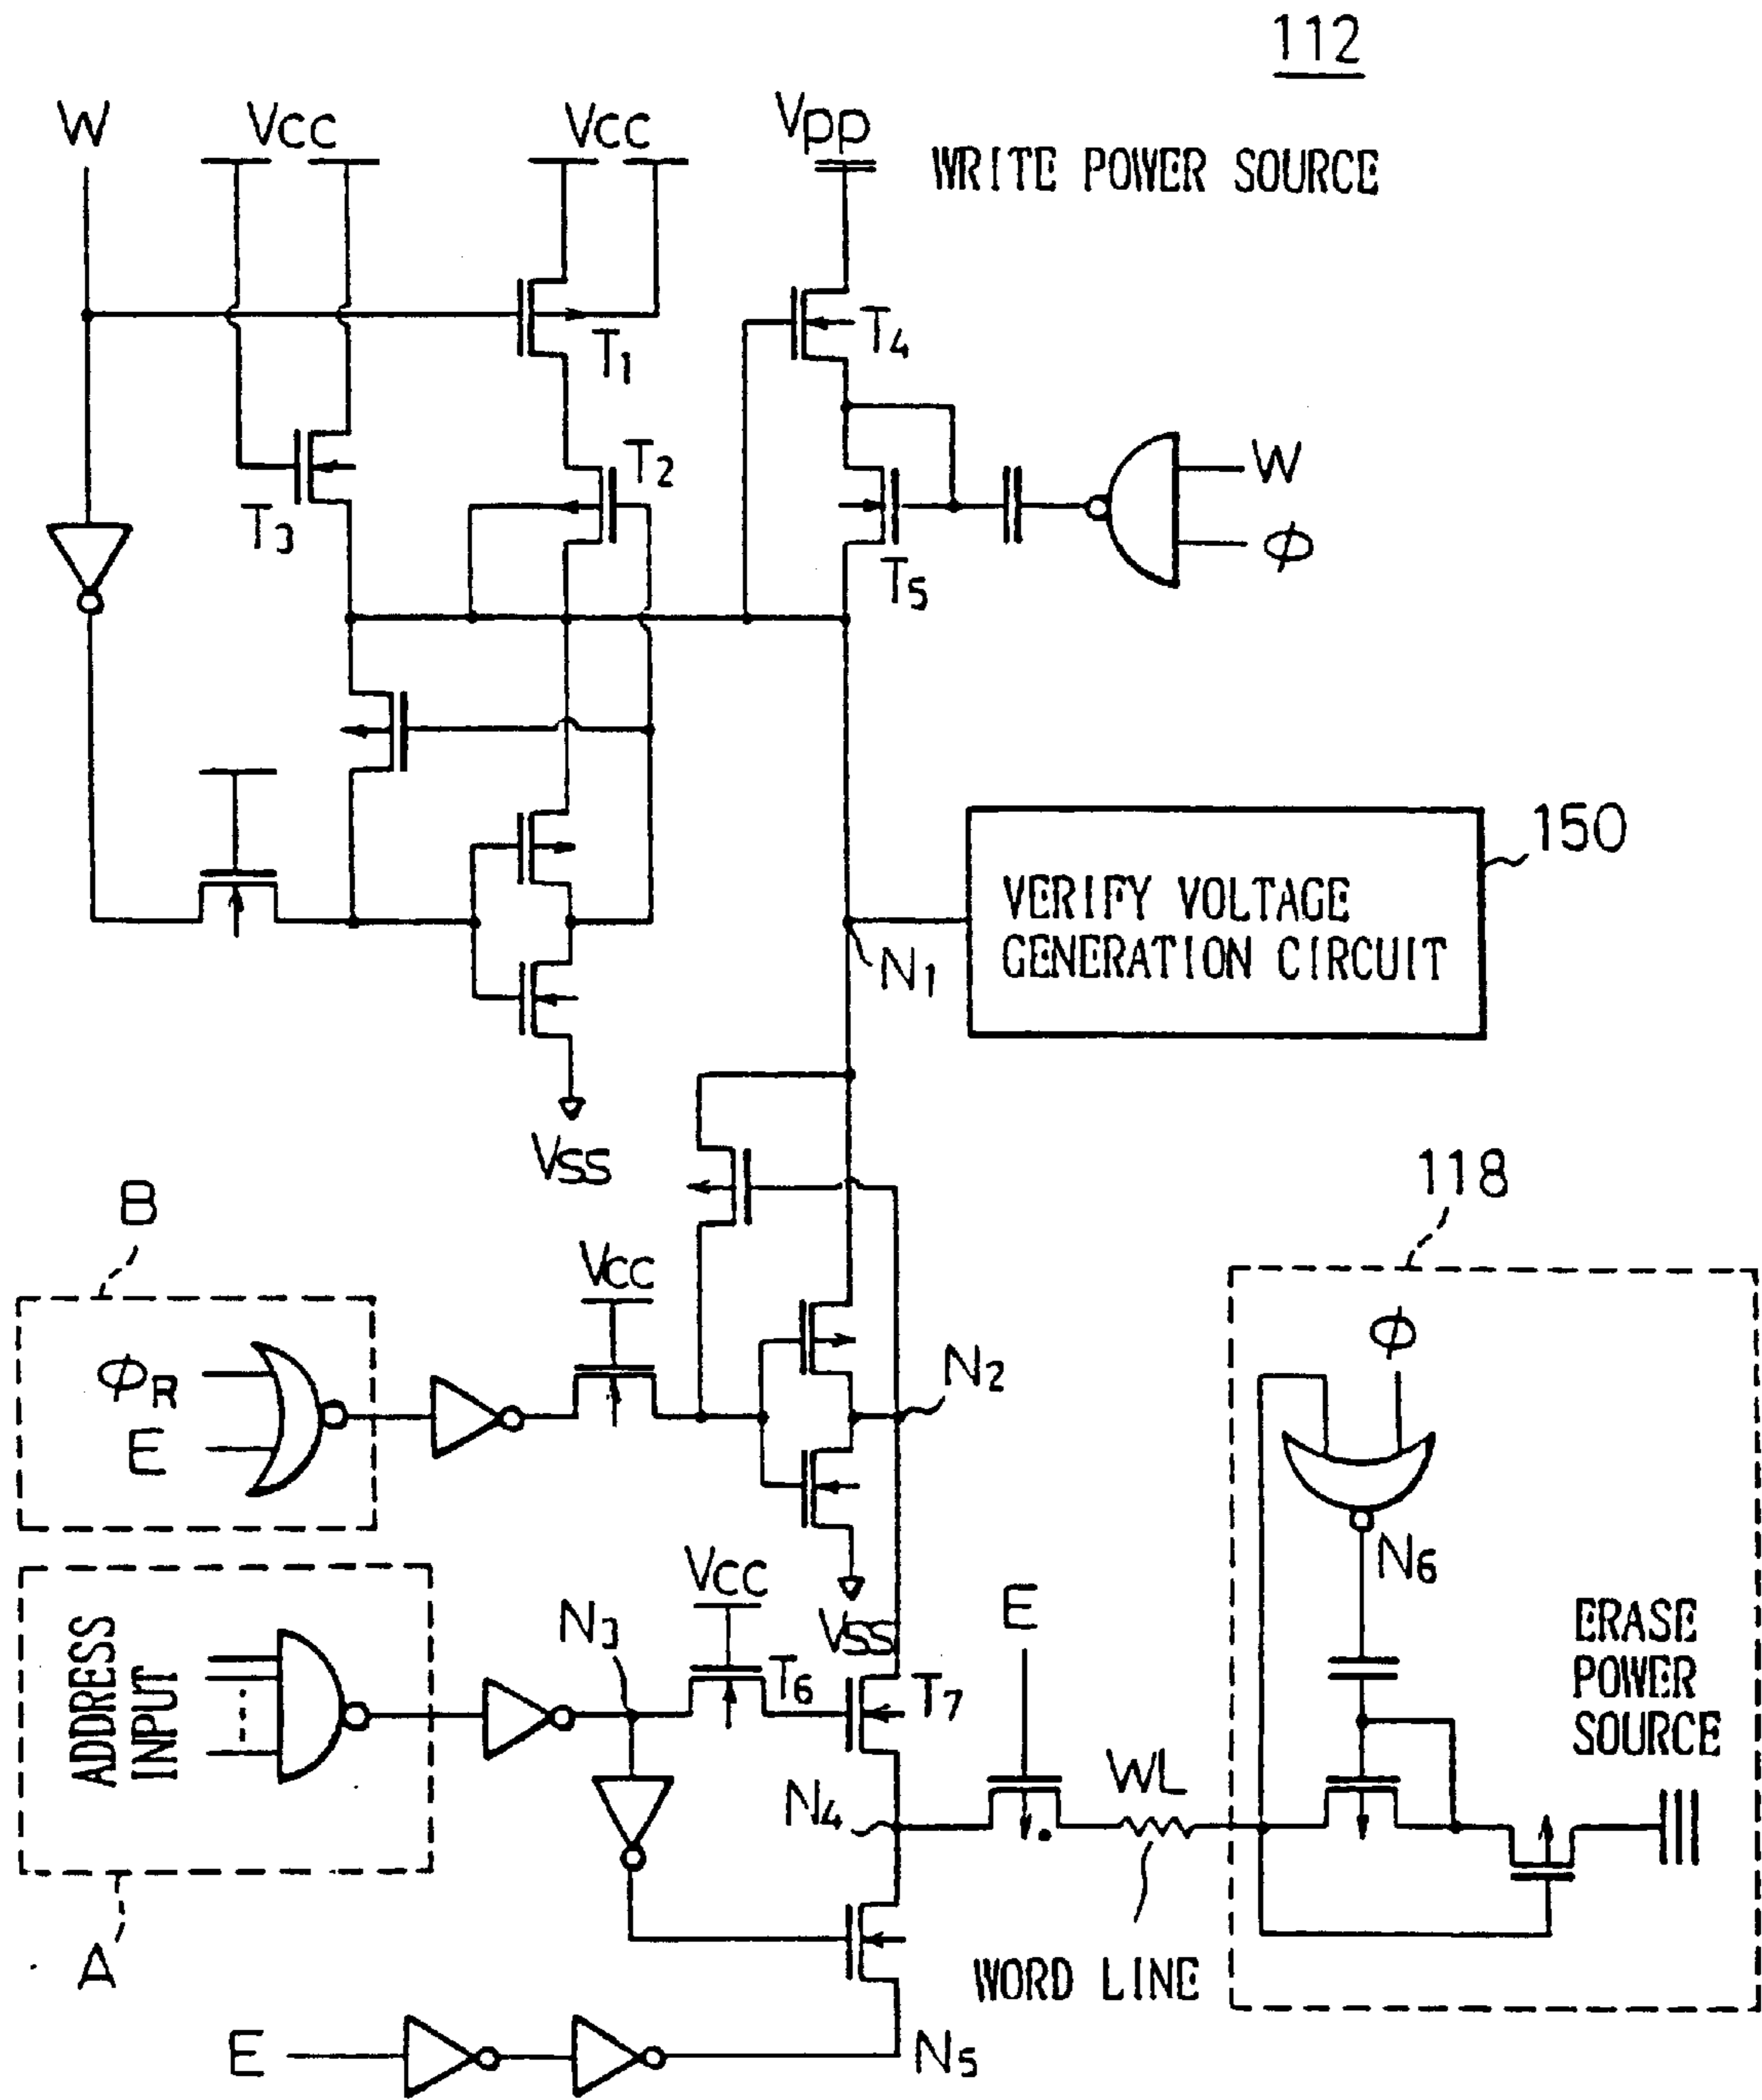 112
W
Vcc
Vcc
Vpp
WRITE POWER SOURCE
T1
T4
T2
T3
T5
W
Φ
150
VERIFY VOLTAGE
GENERATION CIRCUIT
N1
Vss
118
B
Vcc
Φ
ΦR
E
N2
N6
Vcc
Vss
E
ERASE
POWER
SOURCE
ADDRESS
INPUT
N3
T6
T7
WL
N4
A
WORD LINE
E
N5